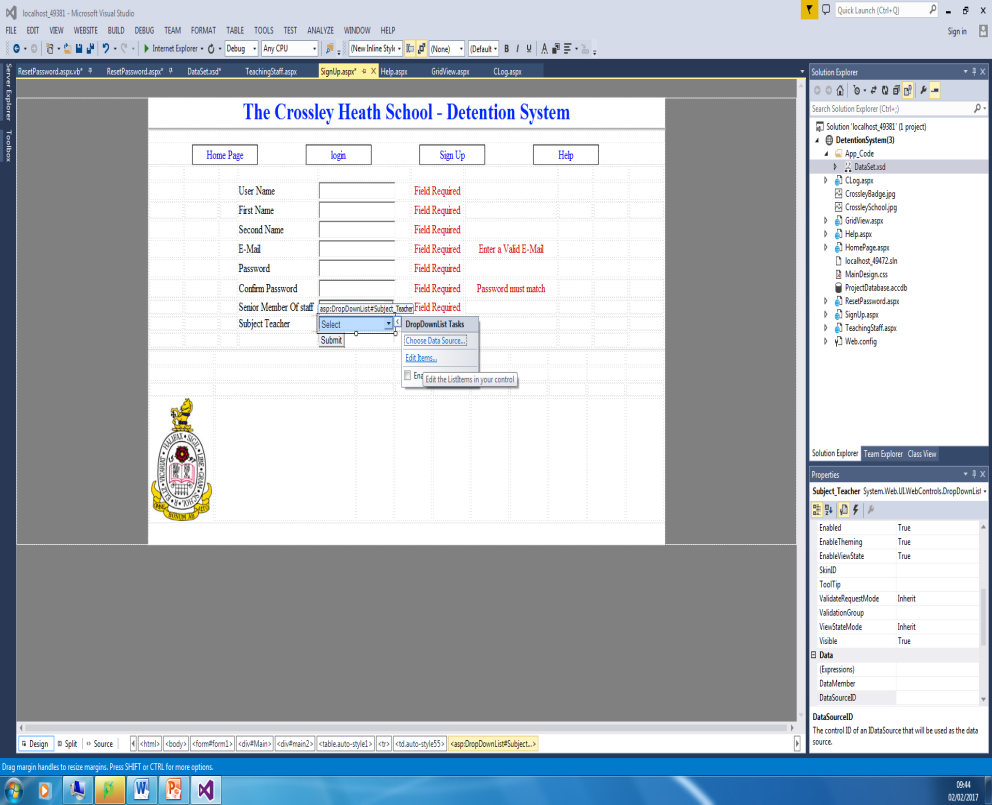 localhost_49381 - Microsoft Visual Studio
Quick Launch (Ctrl+Q)
FILE EDIT VIEW WEBSITE BUILD DEBUG TEAM FORMAT TABLE TOOLS TEST ANALYZE WINDOW HELP
Sign in
Internet Explorer Debug Any CPU (New Inline Style (None) (Default B I U
Server Explorer
Toolbox
ResetPassword.aspx.vb* ResetPassword.aspx* DataSet.xsd* TeachingStaff.aspx SignUp.aspx* Help.aspx GridView.aspx CLog.aspx
The Crossley Heath School - Detention System
Home Page login Sign Up Help
User Name Field Required
First Name Field Required
Second Name Field Required
E-Mail Field Required Enter a Valid E-Mail
Password Field Required
Confirm Password Field Required Password must match
Senior Member Of staff asp:DropDownList#Subject_Teacher Field Required
Subject Teacher Select
Submit
DropDownList Tasks
Choose Data Source...
Edit Items...
Ena
Edit the ListItems in your control
Design Split Source <html> <body> <form#form1> <div#Main> <div#main2> <table.auto-style1> <tr> <td.auto-style55> <asp:DropDownList#Subject...>
Solution Explorer
Search Solution Explorer (Ctrl+;)
Solution 'localhost_49381' (1 project)
DetentionSystem(3)
App_Code
DataSet.xsd
CLog.aspx
CrossleyBadge.jpg
CrossleySchool.jpg
GridView.aspx
Help.aspx
HomePage.aspx
localhost_49472.sln
MainDesign.css
ProjectDatabase.accdb
ResetPassword.aspx
SignUp.aspx
TeachingStaff.aspx
Web.config
Solution Explorer Team Explorer Class View
Properties
Subject_Teacher System.Web.UI.WebControls.DropDownList
Enabled True
EnableTheming True
EnableViewState True
SkinID
ToolTip
ValidateRequestMode Inherit
ValidationGroup
ViewStateMode Inherit
Visible True
Data
(Expressions)
DataMember
DataSourceID
DataSourceID
The control ID of an IDataSource that will be used as the data
source.
Drag margin handles to resize margins. Press SHIFT or CTRL for more options.
09:44
02/02/2017